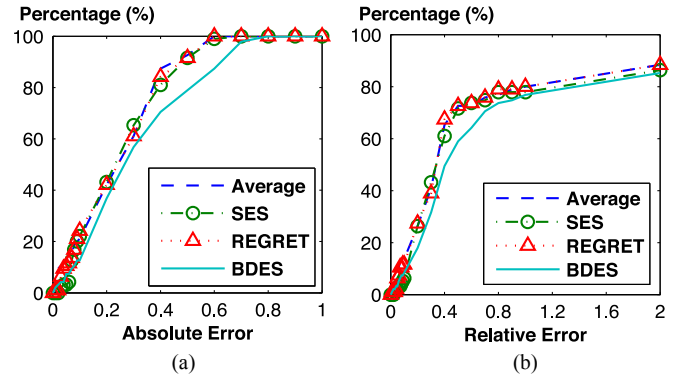 Percentage (%)
100
80
60
40
20
0
0 0.2 0.4 0.6 0.8 1
Absolute Error
Average
SES
REGRET
BDES
(a)
Percentage (%)
100
80
60
40
20
0
0 0.4 0.8 1.2 1.6 2
Relative Error
Average
SES
REGRET
BDES
(b)